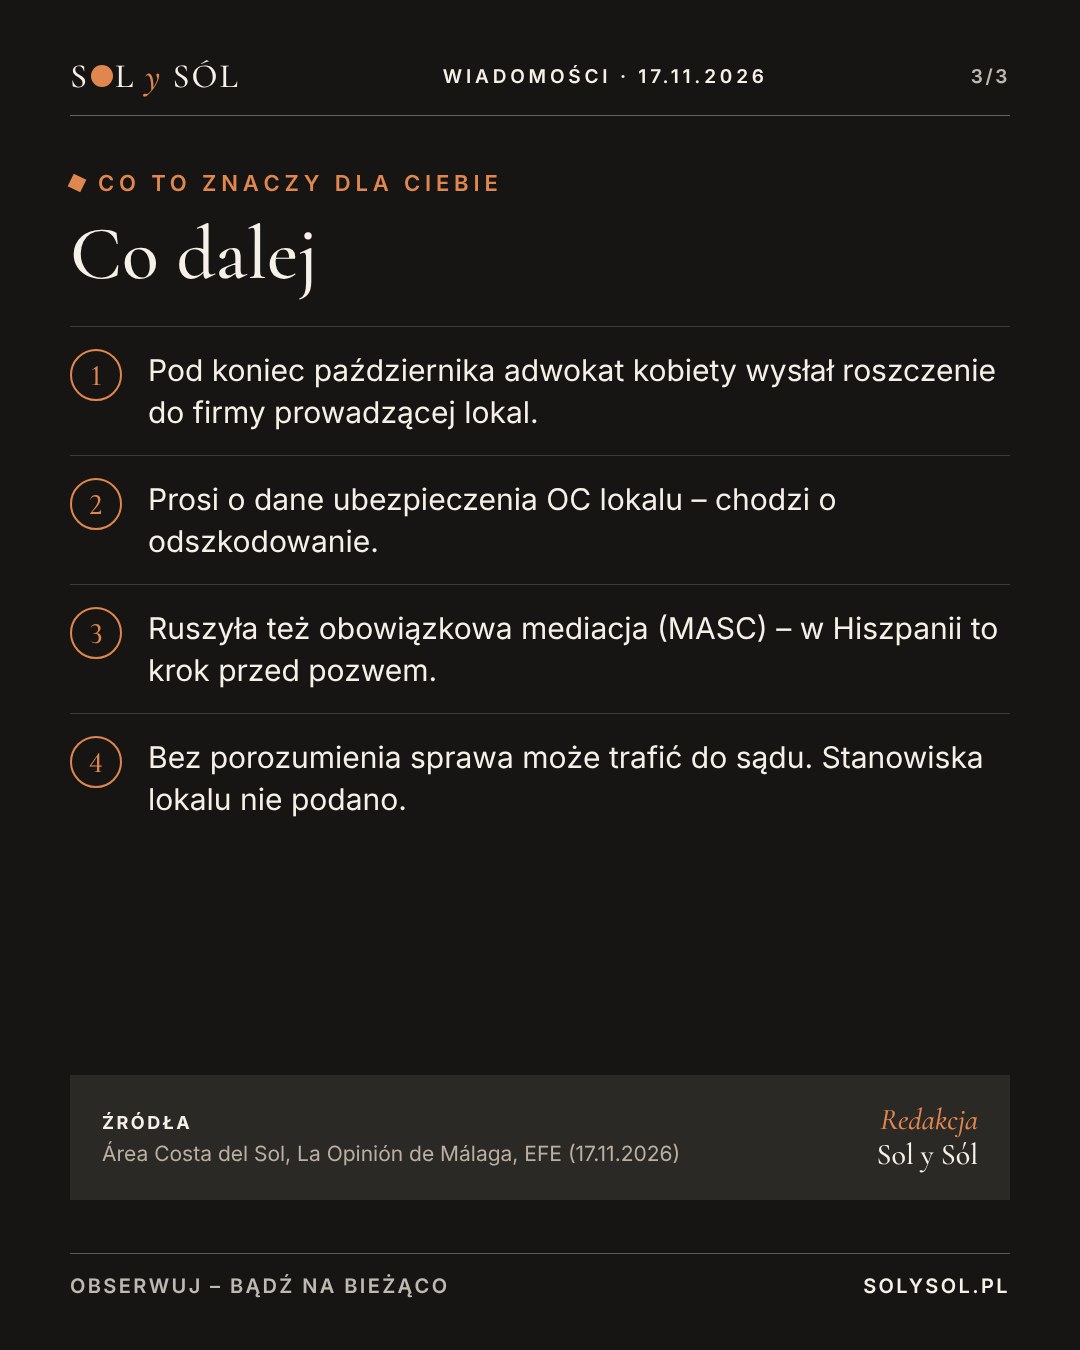 SOL y SÓL
WIADOMOŚCI · 17.11.2026
3/3
CO TO ZNACZY DLA CIEBIE
Co dalej
1
Pod koniec października adwokat kobiety wysłał roszczenie
do firmy prowadzącej lokal.
2
Prosi o dane ubezpieczenia OC lokalu – chodzi o
odszkodowanie.
3
Ruszyła też obowiązkowa mediacja (MASC) – w Hiszpanii to
krok przed pozwem.
4
Bez porozumienia sprawa może trafić do sądu. Stanowiska
lokalu nie podano.
ŹRÓDŁA
Área Costa del Sol, La Opinión de Málaga, EFE (17.11.2026)
Redakcja
Sol y Sól
OBSERWUJ – BĄDŹ NA BIEŻĄCO
SOLYSOL.PL